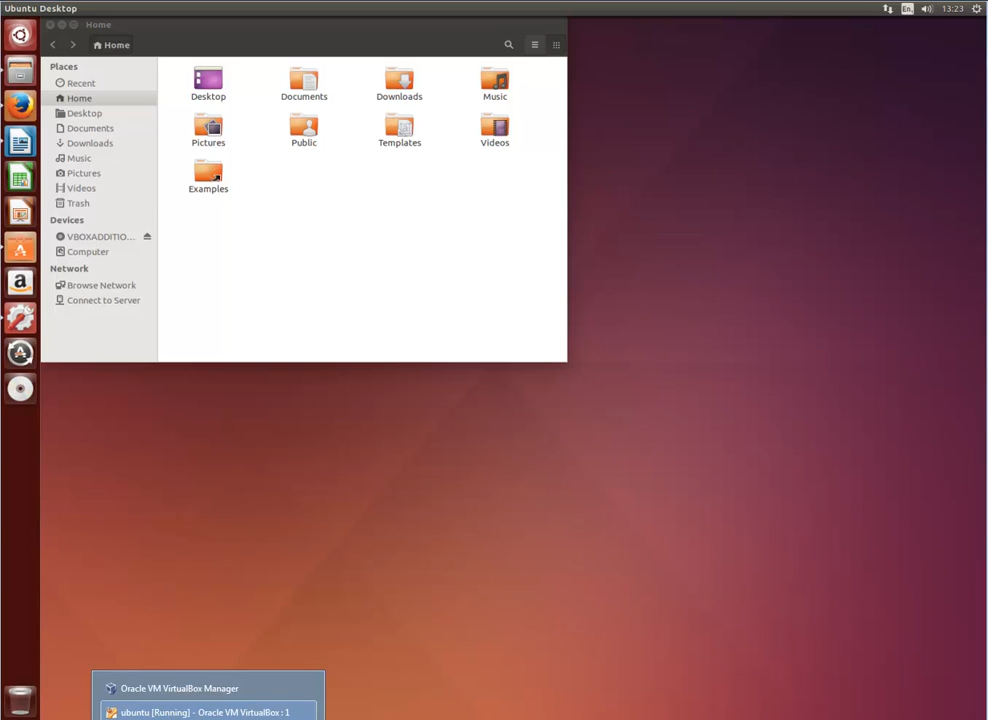 Ubuntu Desktop
En
13:23
Home
Home
Places
Recent
Home
Desktop
Documents
Downloads
Music
Pictures
Videos
Trash
Devices
VBOXADDITIO...
Computer
Network
Browse Network
Connect to Server
Desktop
Documents
Downloads
Music
Pictures
Public
Templates
Videos
Examples
Oracle VM VirtualBox Manager
ubuntu [Running] - Oracle VM VirtualBox : 1